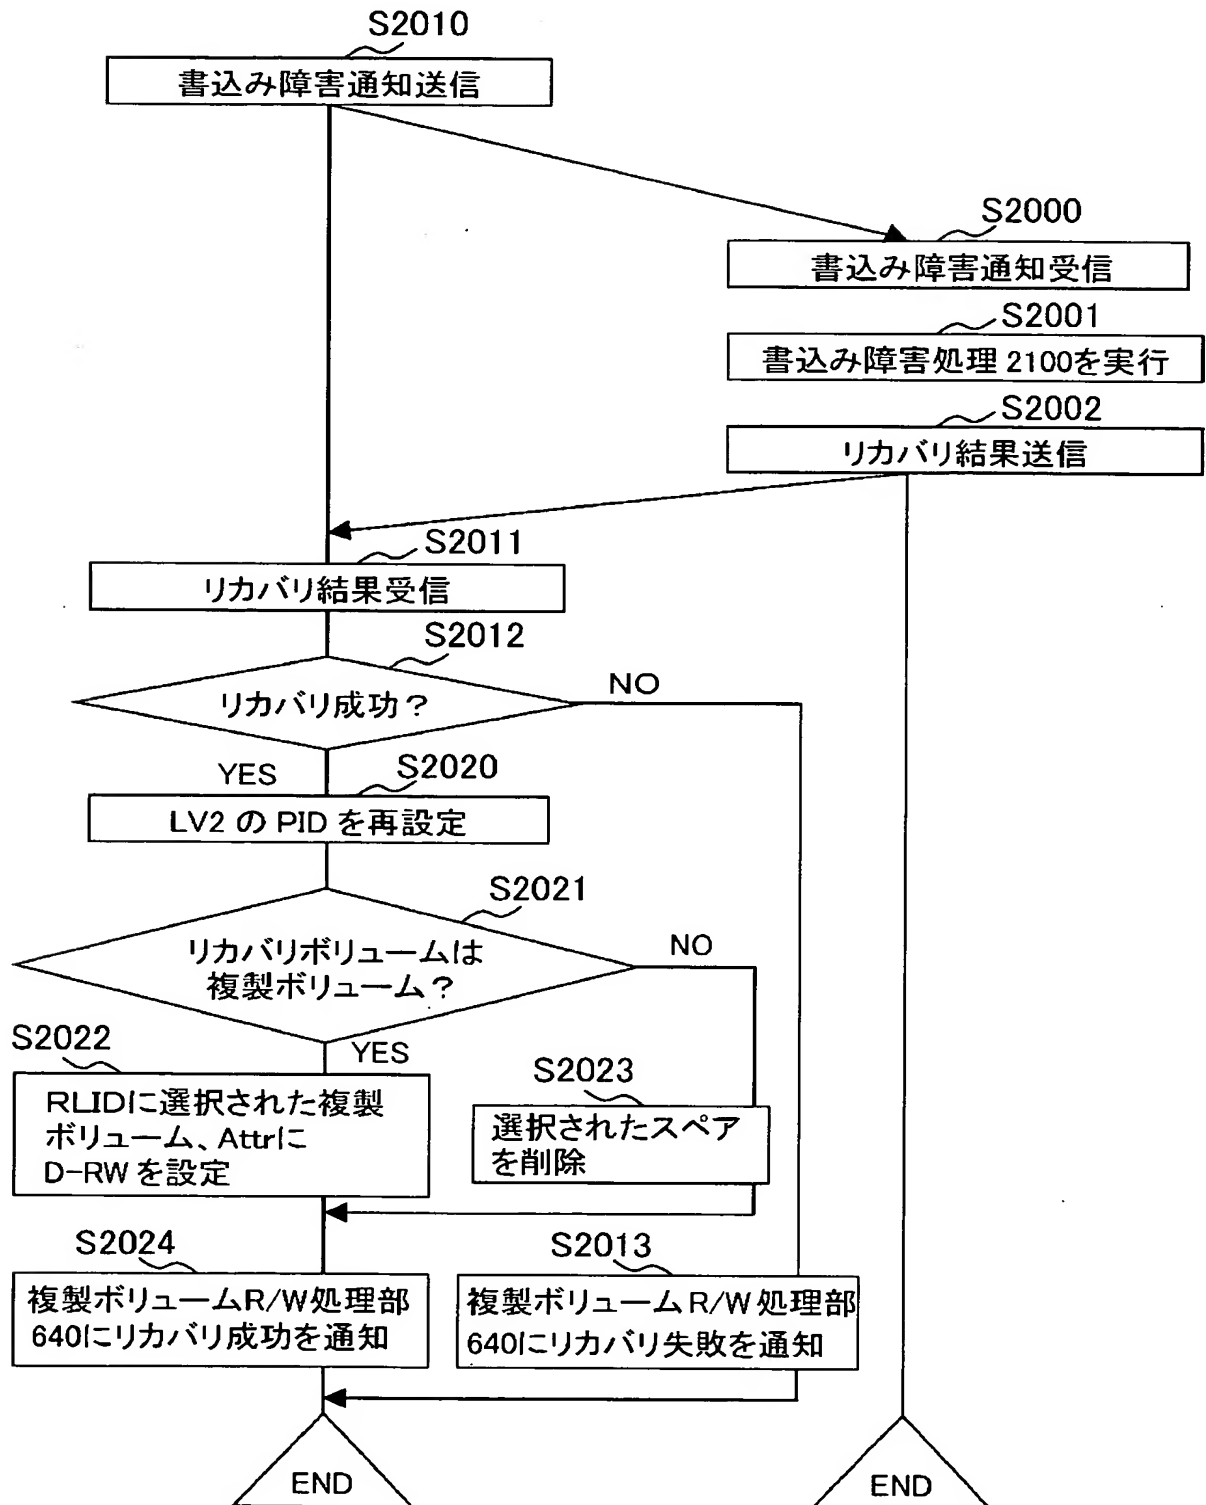 S2010
書込み障害通知送信
S2000
書込み障害通知受信
S2001
書込み障害処理 2100を実行
S2002
リカバリ結果送信
S2011
リカバリ結果受信
S2012
リカバリ成功？
NO
YES
S2020
LV2 の PID を再設定
S2021
リカバリボリュームは
複製ボリューム？
NO
YES
S2022
RLIDに選択された複製
ボリューム、Attrに
D-RW を設定
S2023
選択されたスペア
を削除
S2024
複製ボリュームR/W処理部
640にリカバリ成功を通知
S2013
複製ボリュームR/W処理部
640にリカバリ失敗を通知
END
END